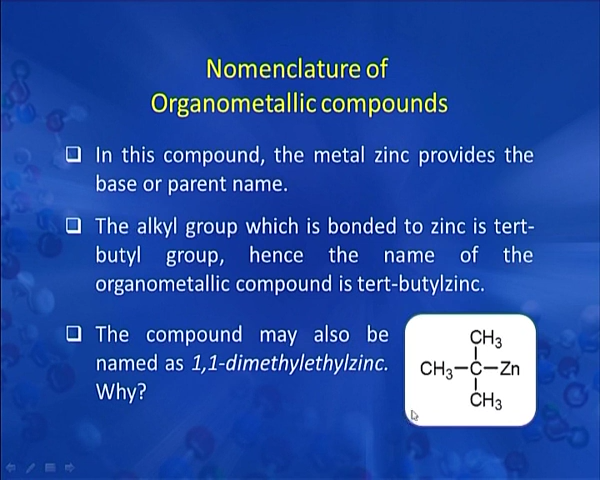 Nomenclature of
Organometallic compounds
In this compound, the metal zinc provides the
base or parent name.
The alkyl group which is bonded to zinc is tert-
butyl group, hence the name of the
organometallic compound is tert-butylzinc.
The compound may also be
named as 1,1-dimethylethylzinc.
Why?
CH3
CH3—C—Zn
CH3